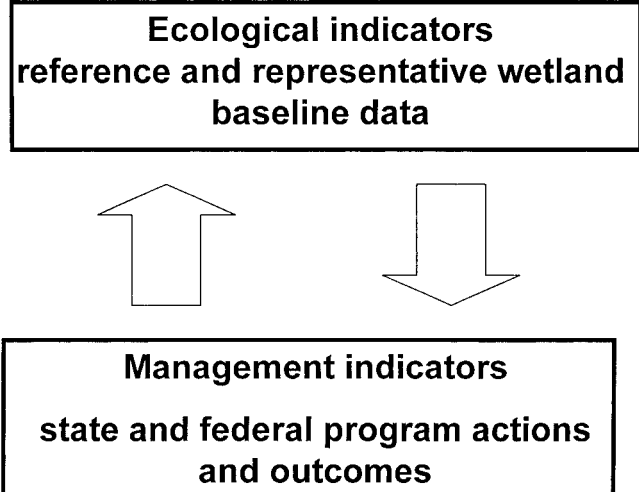 Ecological indicators
reference and representative wetland
baseline data
Management indicators
state and federal program actions
and outcomes